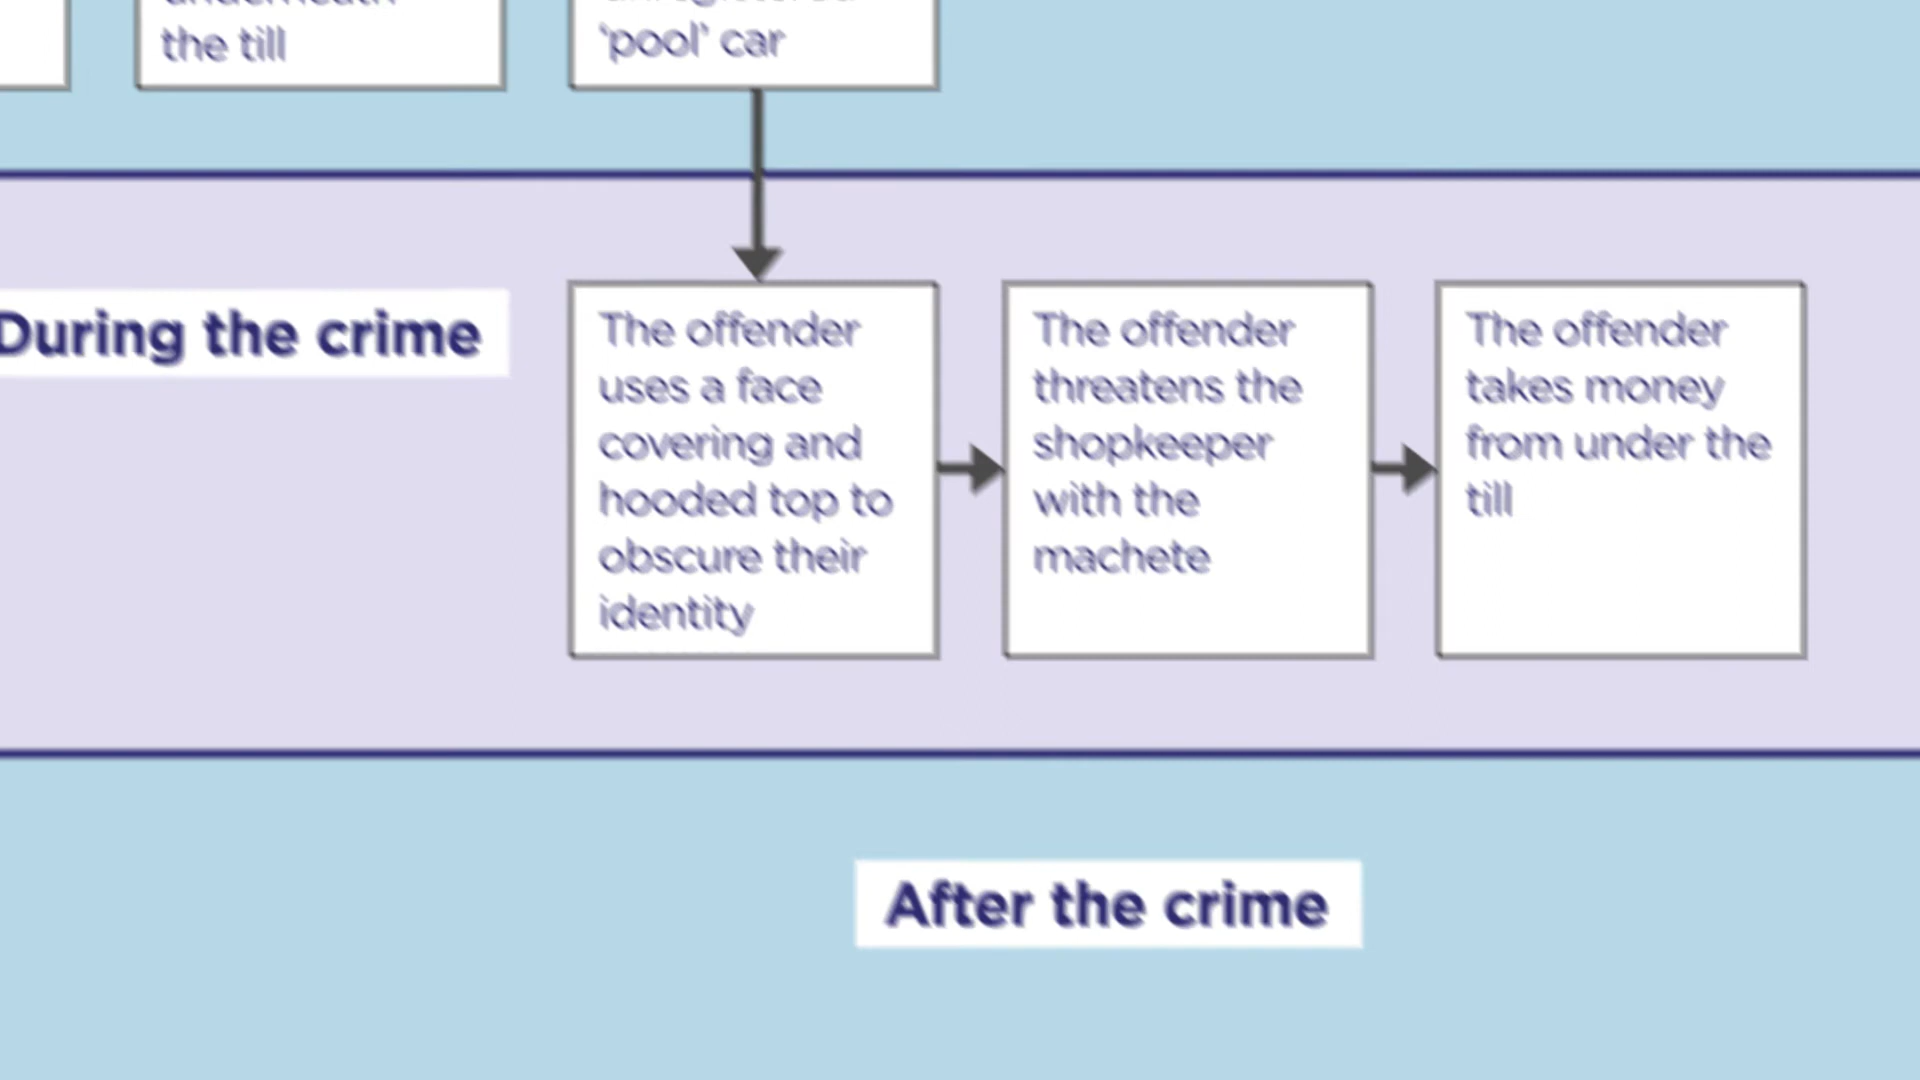 the till
'pool' car
During the crime
The offender
uses a face
covering and
hooded top to
obscure their
identity
The offender
threatens the
shopkeeper
with the
machete
The offender
takes money
from under the
till
After the crime